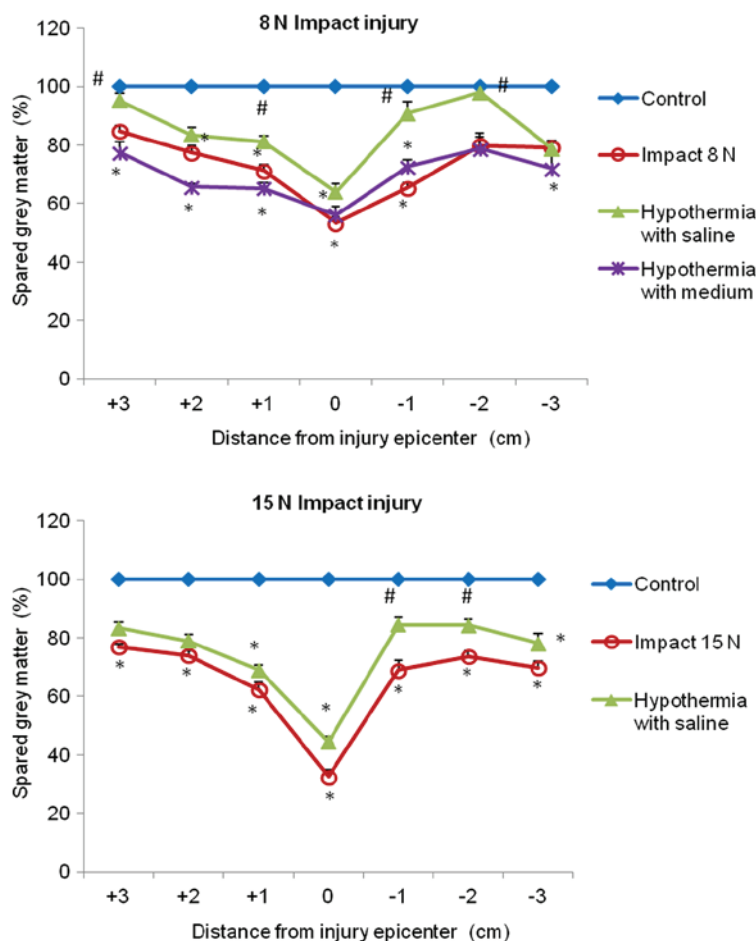 8 N Impact injury
Spared grey matter (%)
120
100
80
60
40
20
0
+3 +2 +1 0 -1 -2 -3
Distance from injury epicenter (cm)
# # # #
* * * * * * * * * * *
Control
Impact 8 N
Hypothermia
with saline
Hypothermia
with medium
15 N Impact injury
Spared grey matter (%)
120
100
80
60
40
20
0
+3 +2 +1 0 -1 -2 -3
Distance from injury epicenter (cm)
# #
* * * * * * * * * *
Control
Impact 15 N
Hypothermia
with saline